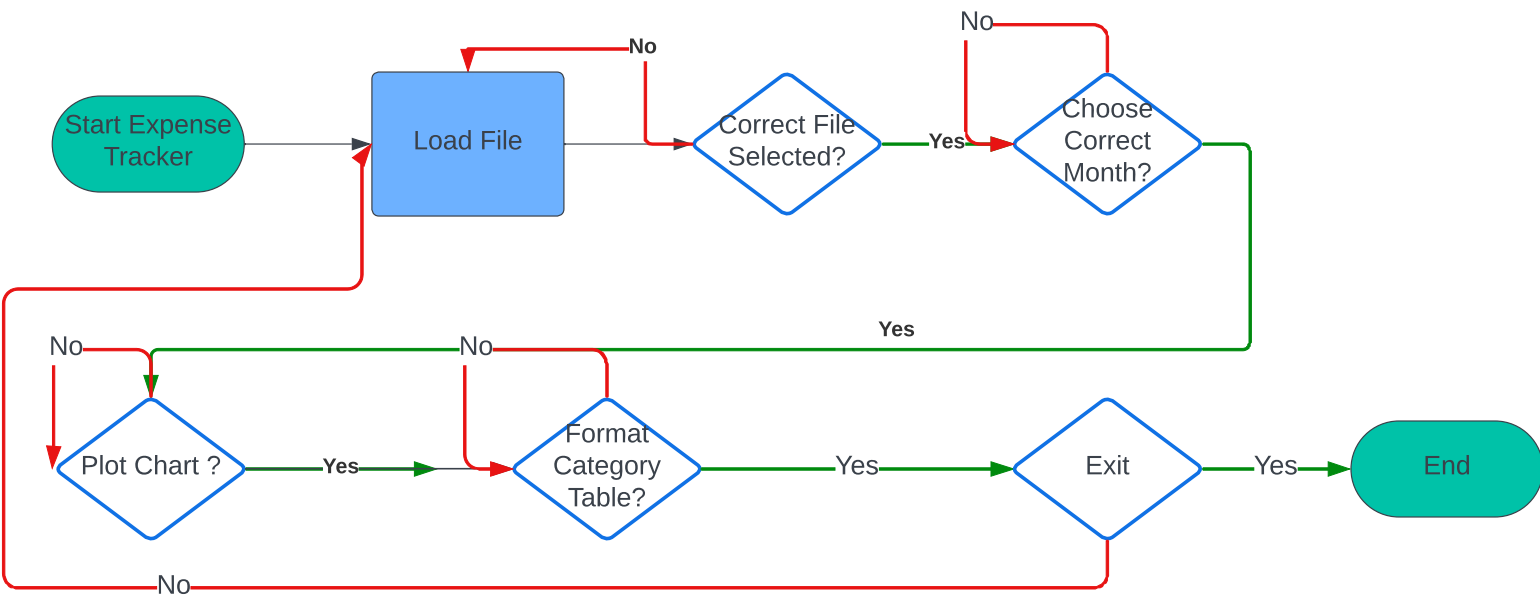 No
No
Start Expense
Tracker
Load File
Correct File
Selected?
Yes
Choose
Correct
Month?
Yes
No
No
Plot Chart ?
Yes
Format
Category
Table?
Yes
Exit
Yes
End
No